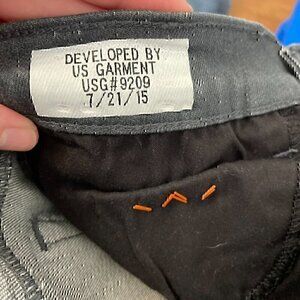 DEVELOPED BY
US GARMENT
USG#9209
7/21/15